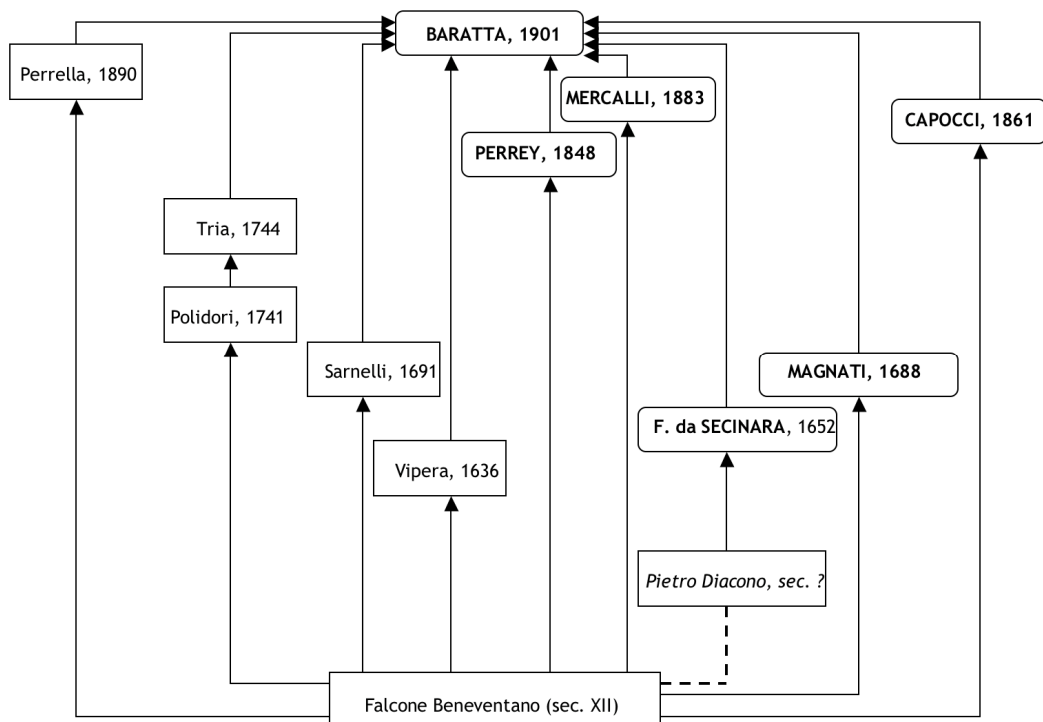 BARATTA, 1901
Perrella, 1890
MERCALLI, 1883
CAPOCCI, 1861
PERREY, 1848
Tria, 1744
Polidori, 1741
Sarnelli, 1691
MAGNATI, 1688
F. da SECINARA, 1652
Vipera, 1636
Pietro Diacono, sec. ?
Falcone Beneventano (sec. XII)